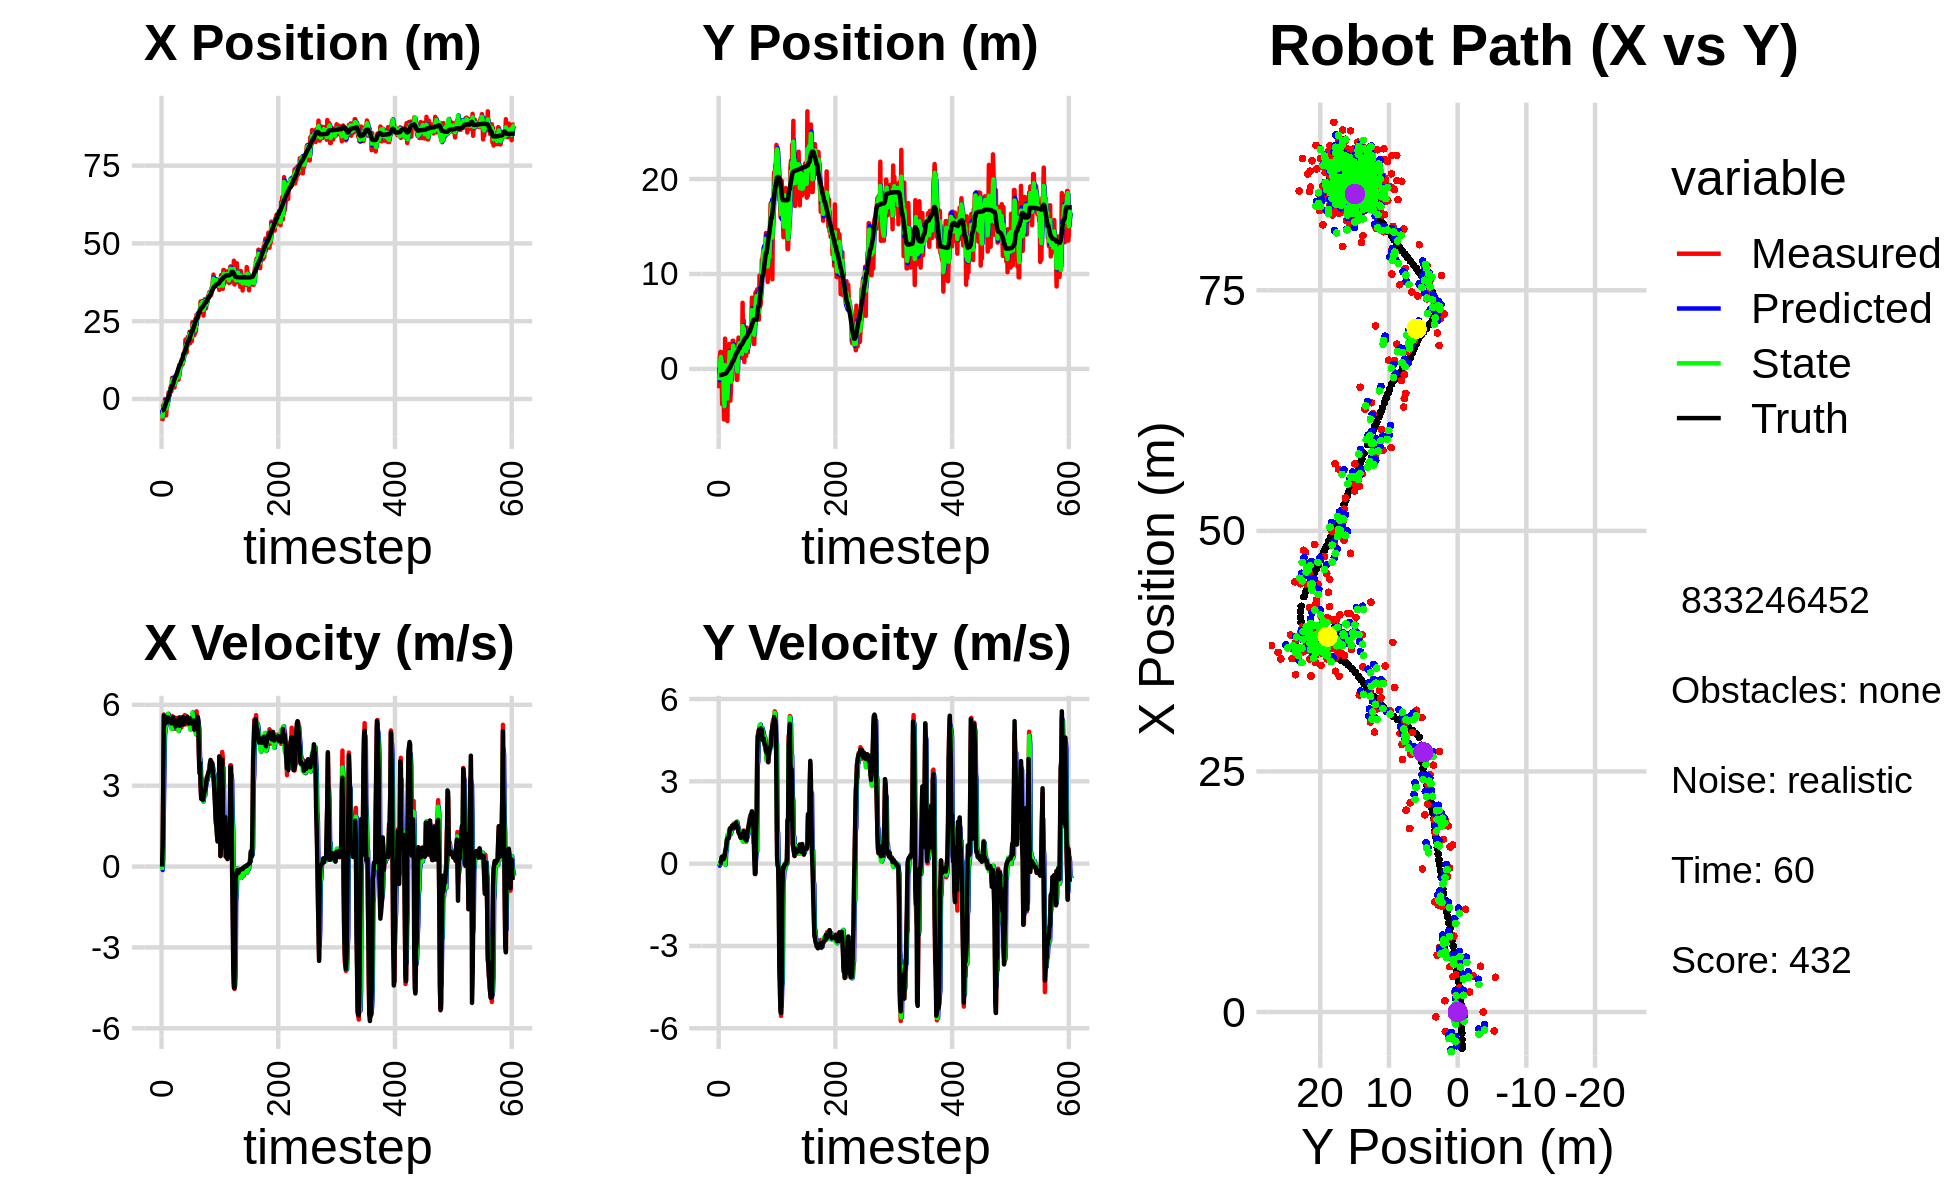 X Position (m)
75
50
25
0
0
200
400
600
timestep
Y Position (m)
20
10
0
0
200
400
600
timestep
X Velocity (m/s)
6
3
0
-3
-6
0
200
400
600
timestep
Y Velocity (m/s)
6
3
0
-3
-6
0
200
400
600
timestep
Robot Path (X vs Y)
X Position (m)
75
50
25
0
20 10 0 -10 -20
Y Position (m)
variable
Measured
Predicted
State
Truth
833246452
Obstacles: none
Noise: realistic
Time: 60
Score: 432